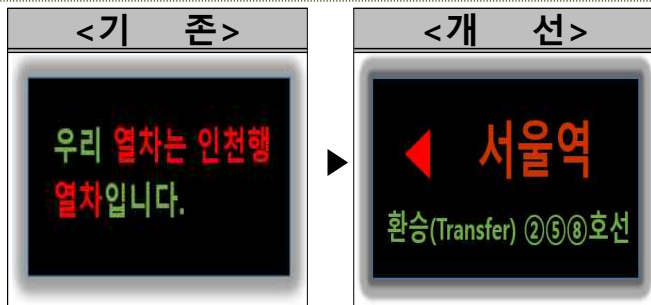 <기 존>
우리 열차는 인천행
열차입니다.
<개 선>
서울역
환승(Transfer) ②⑤⑧호선